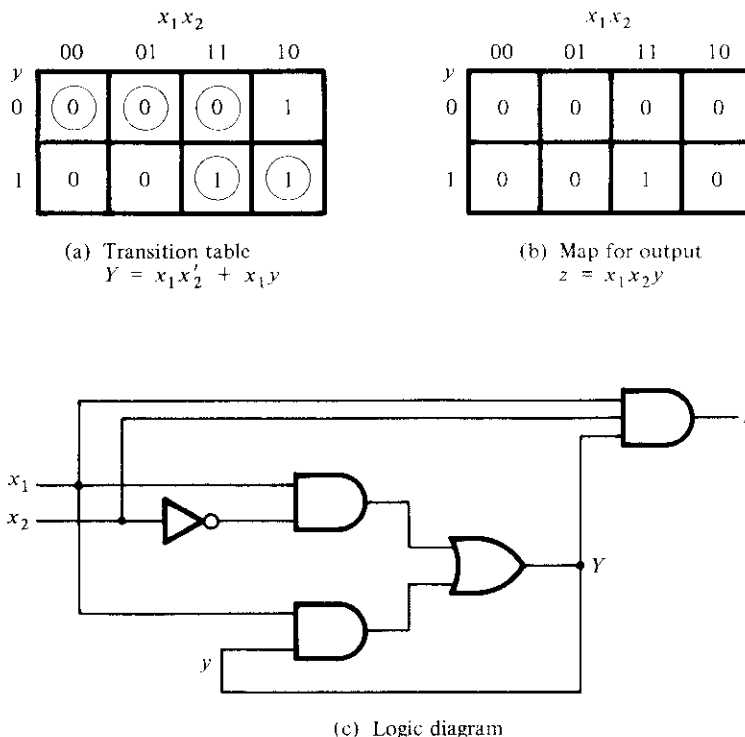 x₁x₂ x₁x₂
00 01 11 10 00 01 11 10
y y
0 0 0 0 1 0 0 0 0 0
1 0 0 1 1 1 0 0 1 0
(a) Transition table (b) Map for output
Y = x₁x₂′ + x₁y z = x₁x₂y
x₁
x₂
Y
y
(c) Logic diagram